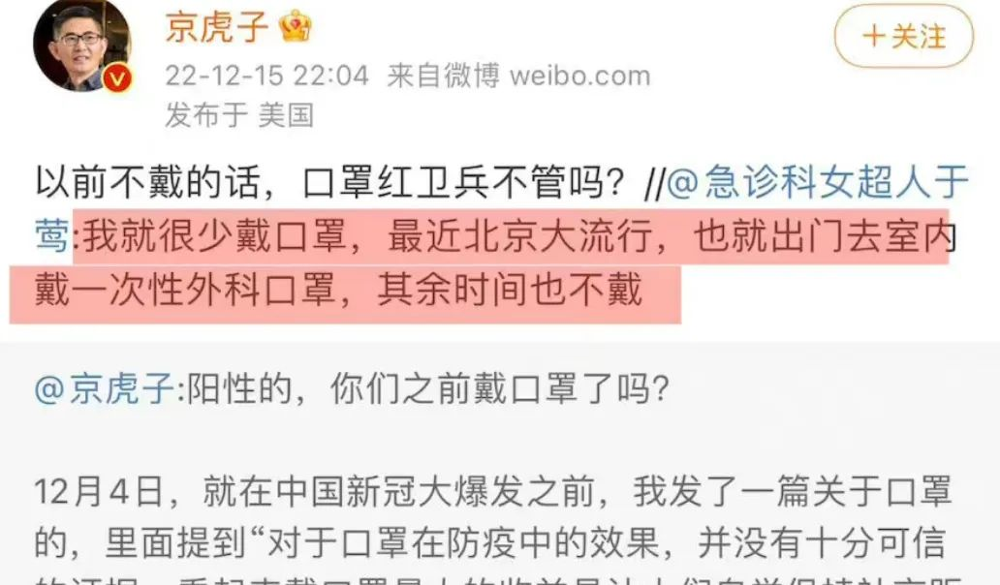 京虎子
+关注
22-12-15 22:04 来自微博 weibo.com
发布于 美国
以前不戴的话，口罩红卫兵不管吗？//@急诊科女超人于
莺:我就很少戴口罩，最近北京大流行，也就出门去室内
戴一次性外科口罩，其余时间也不戴
@京虎子:阳性的，你们之前戴口罩了吗？
12月4日，就在中国新冠大爆发之前，我发了一篇关于口罩
的，里面提到“对于口罩在防疫中的效果，并没有十分可信